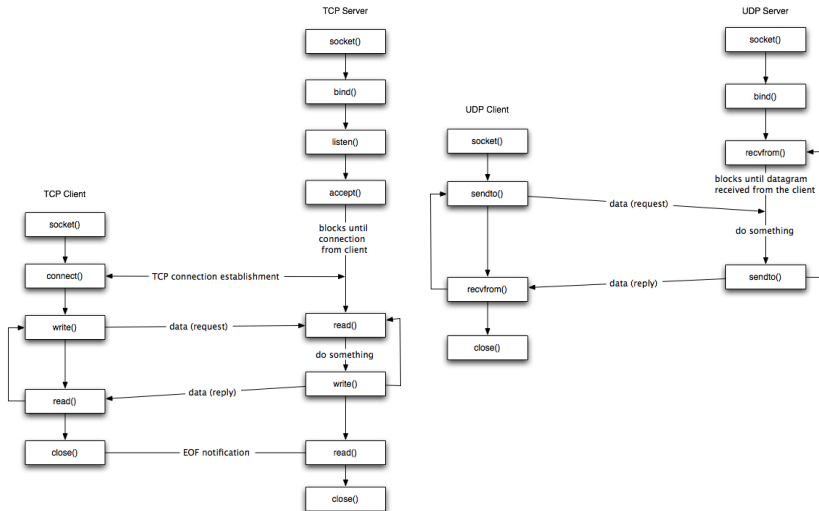 TCP Server
socket()
bind()
listen()
accept()
blocks until
connection
from client
TCP Client
socket()
connect()
TCP connection establishment
write()
data (request)
read()
do something
write()
data (reply)
read()
close()
EOF notification
read()
close()
UDP Server
socket()
bind()
recvfrom()
blocks until datagram
received from the client
UDP Client
socket()
sendto()
data (request)
do something
sendto()
data (reply)
recvfrom()
close()